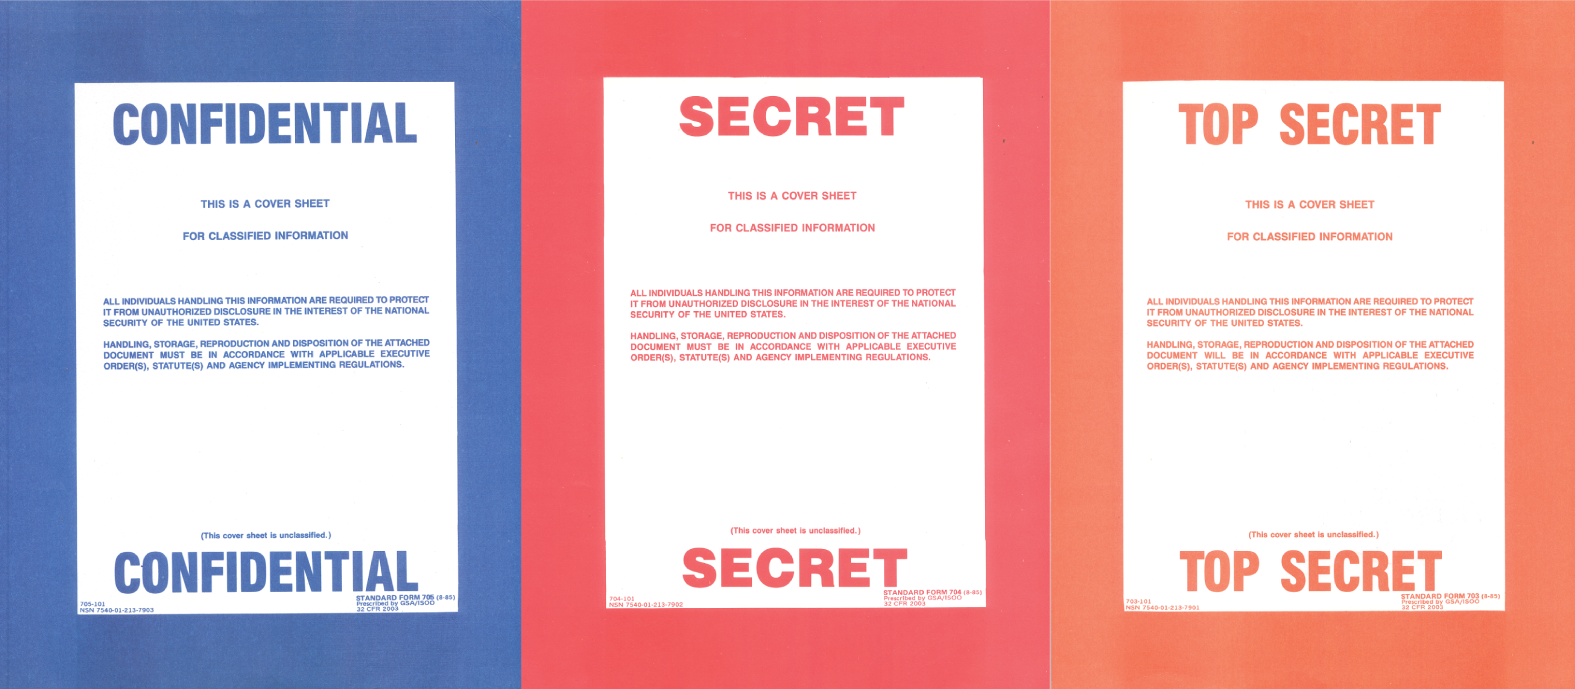 CONFIDENTIAL
THIS IS A COVER SHEET
FOR CLASSIFIED INFORMATION
ALL INDIVIDUALS HANDLING THIS INFORMATION ARE REQUIRED TO PROTECT
IT FROM UNAUTHORIZED DISCLOSURE IN THE INTEREST OF THE NATIONAL
SECURITY OF THE UNITED STATES.
HANDLING, STORAGE, REPRODUCTION AND DISPOSITION OF THE ATTACHED
DOCUMENT MUST BE IN ACCORDANCE WITH APPLICABLE EXECUTIVE
ORDER(S), STATUTE(S) AND AGENCY IMPLEMENTING REGULATIONS.
(This cover sheet is unclassified.)
CONFIDENTIAL
705-101
NSN 7540-01-213-7903
STANDARD FORM 705 (8-85)
Prescribed by GSA/ISOO
32 CFR 2003
SECRET
THIS IS A COVER SHEET
FOR CLASSIFIED INFORMATION
ALL INDIVIDUALS HANDLING THIS INFORMATION ARE REQUIRED TO PROTECT
IT FROM UNAUTHORIZED DISCLOSURE IN THE INTEREST OF THE NATIONAL
SECURITY OF THE UNITED STATES.
HANDLING, STORAGE, REPRODUCTION AND DISPOSITION OF THE ATTACHED
DOCUMENT MUST BE IN ACCORDANCE WITH APPLICABLE EXECUTIVE
ORDER(S), STATUTE(S) AND AGENCY IMPLEMENTING REGULATIONS.
(This cover sheet is unclassified.)
SECRET
704-101
NSN 7540-01-213-7902
STANDARD FORM 704 (8-85)
Prescribed by GSA/ISOO
32 CFR 2003
TOP SECRET
THIS IS A COVER SHEET
FOR CLASSIFIED INFORMATION
ALL INDIVIDUALS HANDLING THIS INFORMATION ARE REQUIRED TO PROTECT
IT FROM UNAUTHORIZED DISCLOSURE IN THE INTEREST OF THE NATIONAL
SECURITY OF THE UNITED STATES.
HANDLING, STORAGE, REPRODUCTION AND DISPOSITION OF THE ATTACHED
DOCUMENT WILL BE IN ACCORDANCE WITH APPLICABLE EXECUTIVE
ORDER(S), STATUTE(S) AND AGENCY IMPLEMENTING REGULATIONS.
(This cover sheet is unclassified.)
TOP SECRET
703-101
NSN 7540-01-213-7901
STANDARD FORM 703 (8-85)
Prescribed by GSA/ISOO
32 CFR 2003